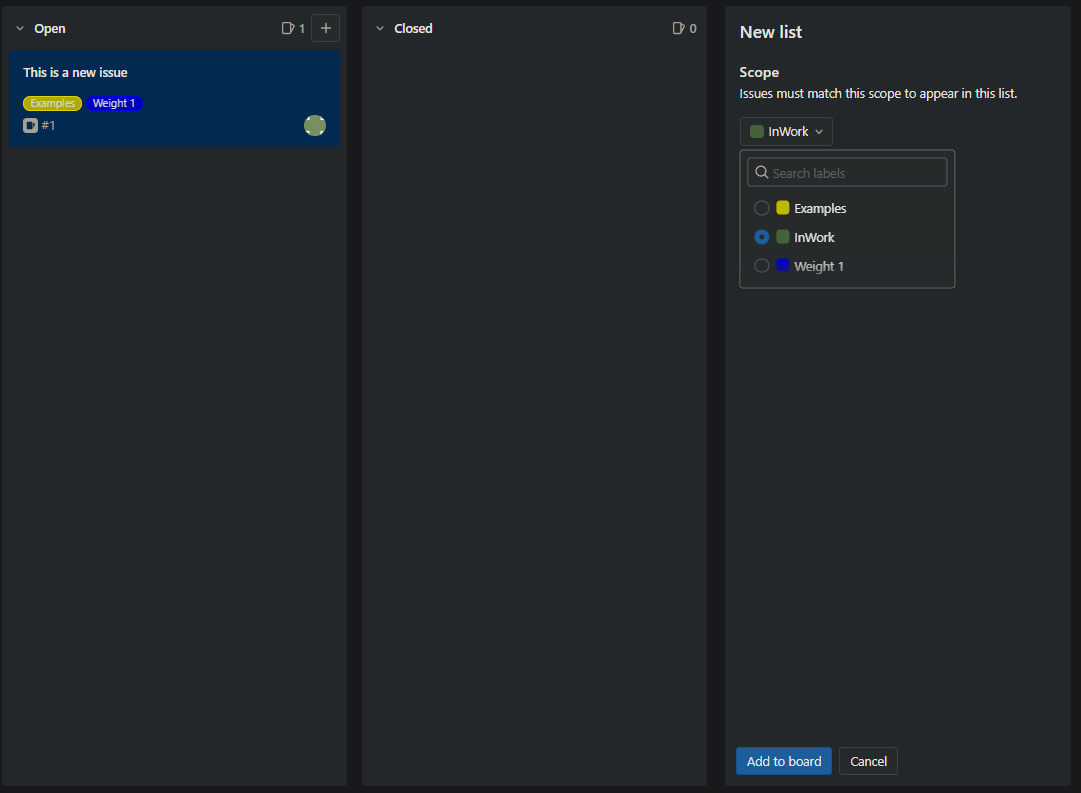 Open 1 +
This is a new issue
Examples Weight 1
#1
Closed 0
New list
Scope
Issues must match this scope to appear in this list.
InWork
Search labels
Examples
InWork
Weight 1
Add to board Cancel